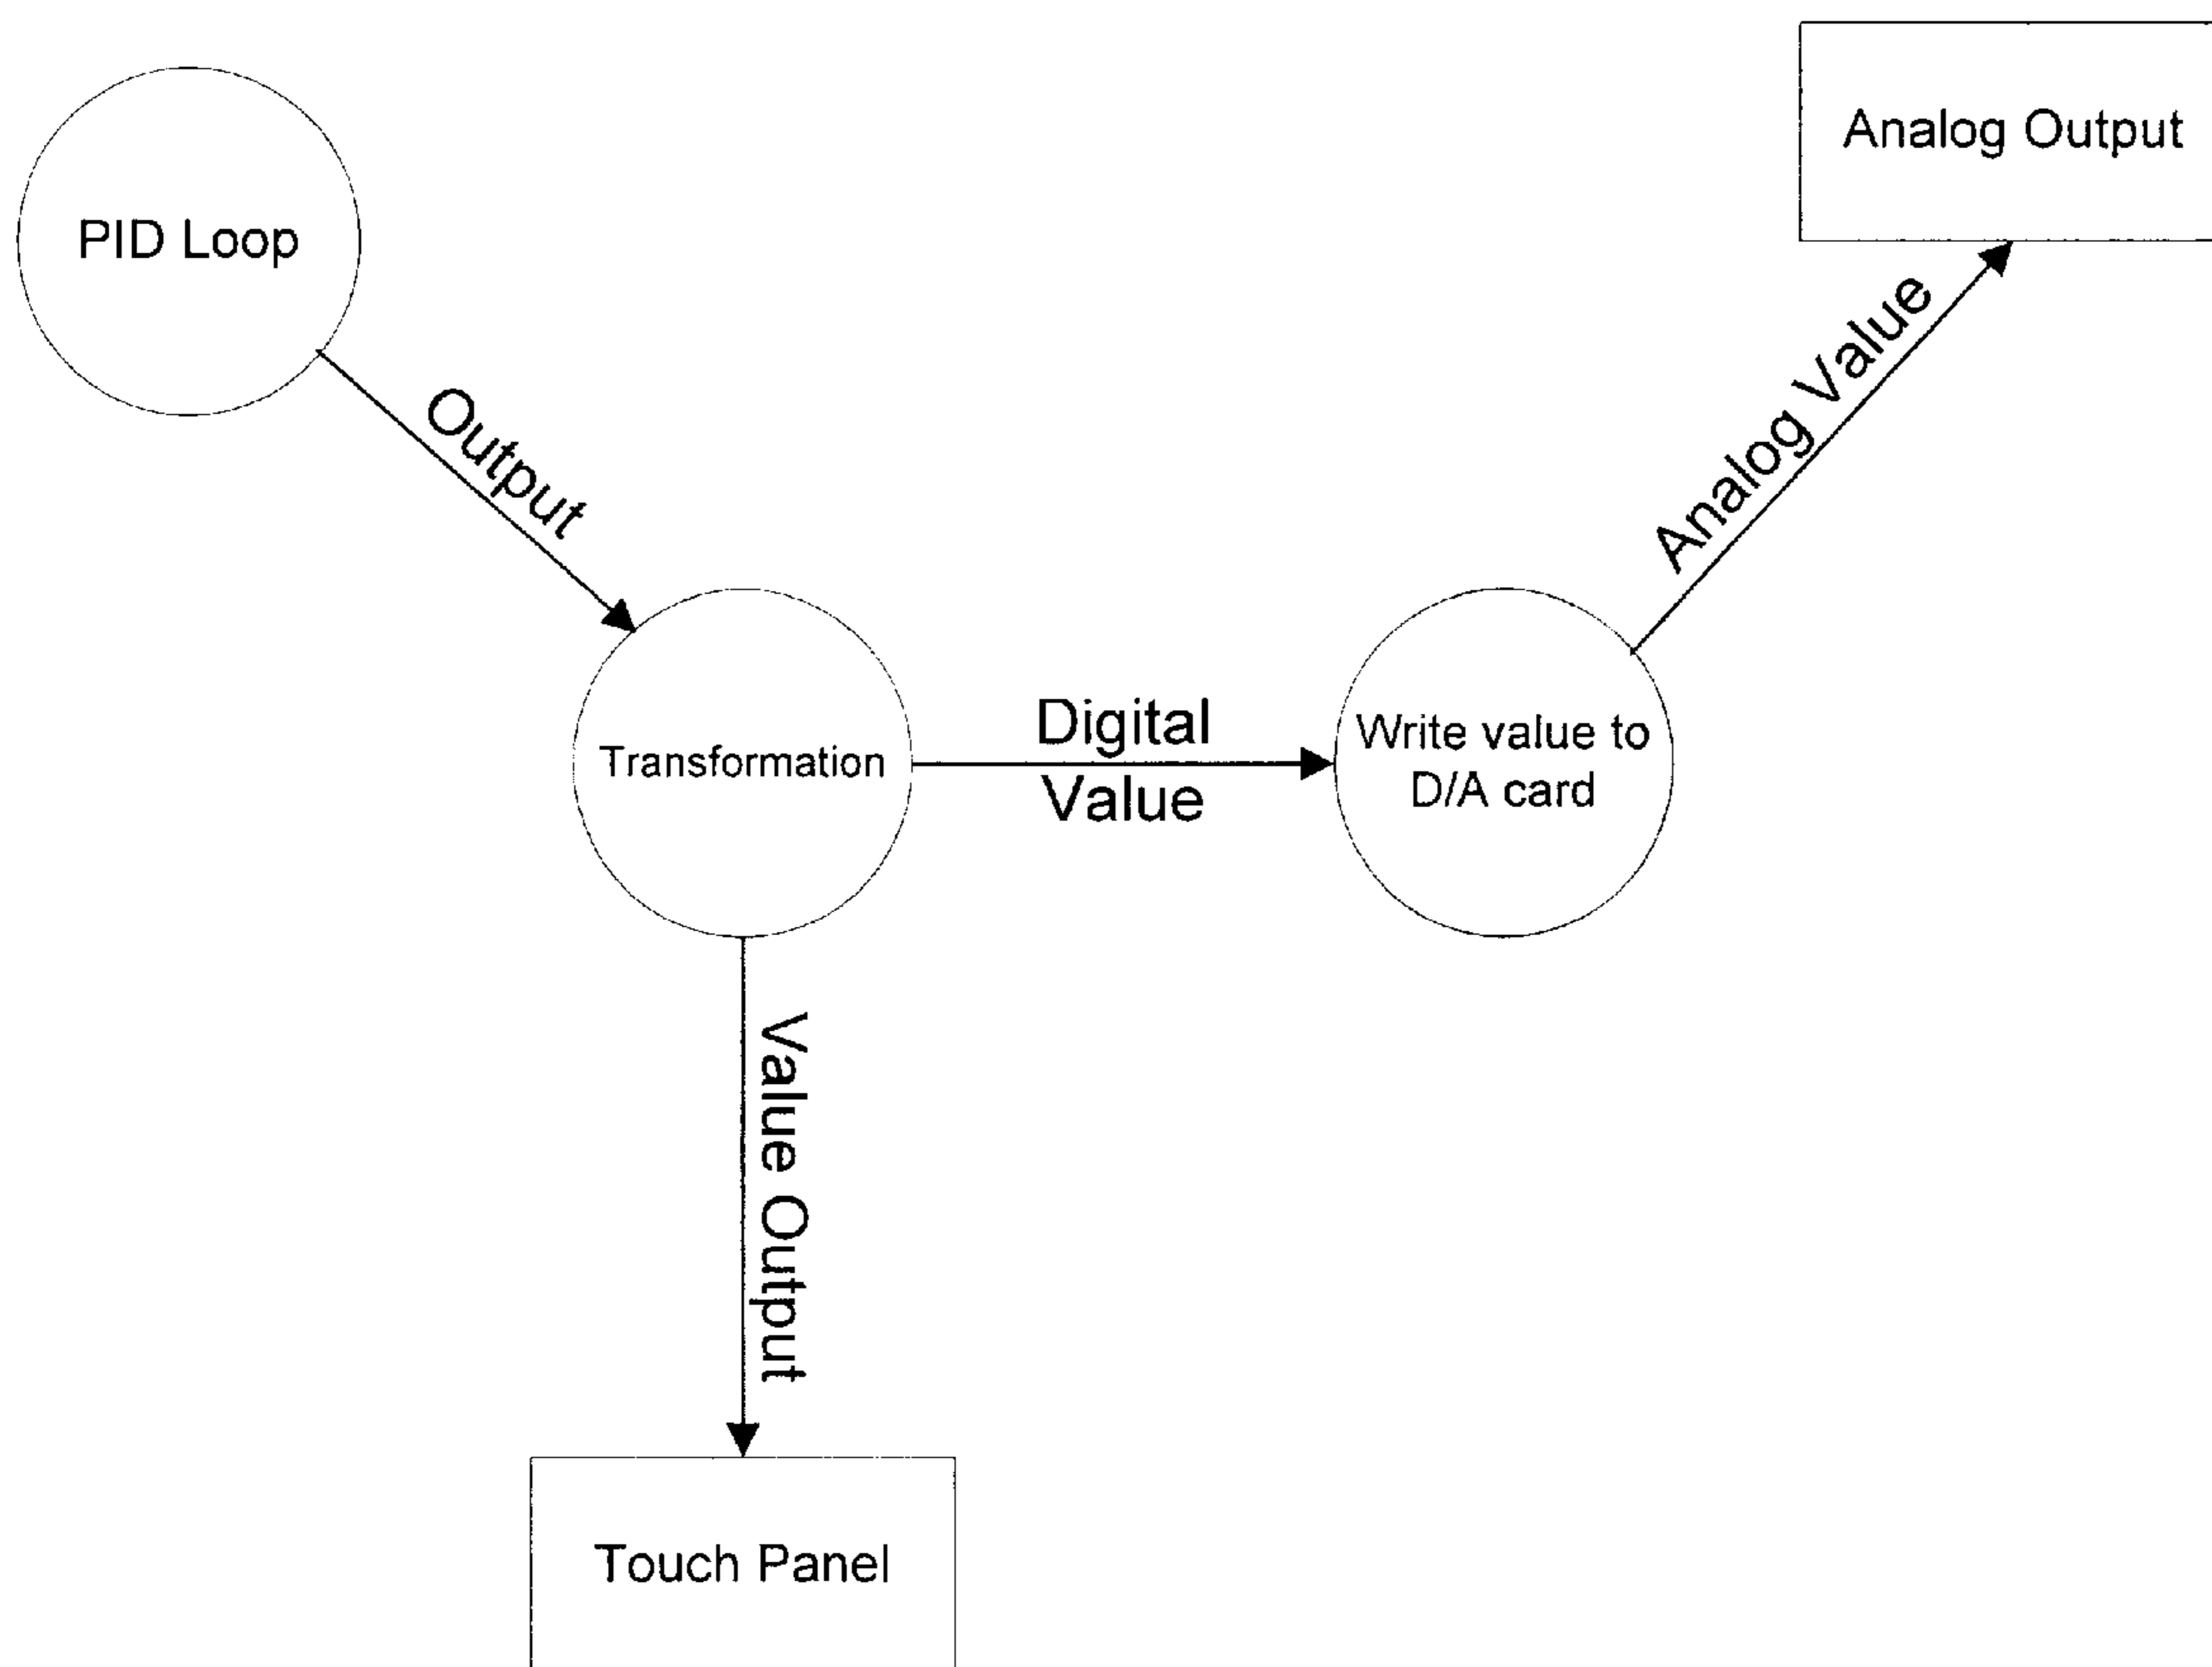 Analog Output
PID Loop
Output
Analog Value
Transformation
Digital
Value
Write value to
D/A card
Value Output
Touch Panel